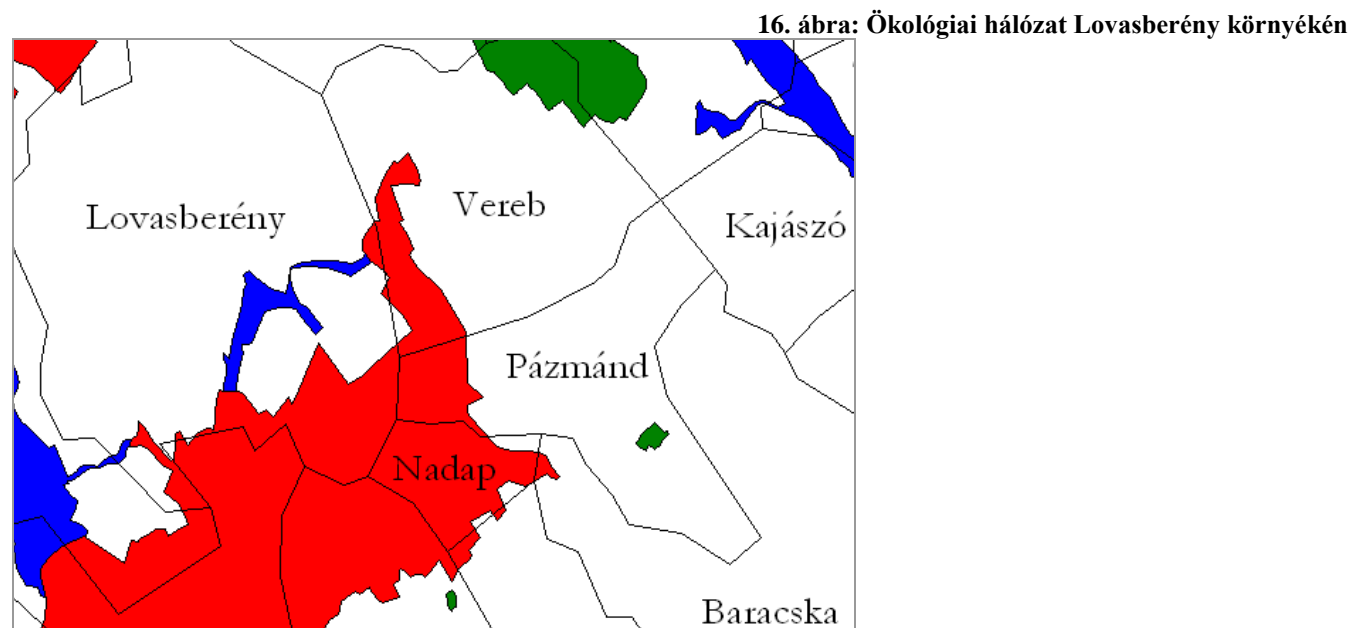 16. ábra: Ökológiai hálózat Lovasberény környékén
Lovasberény
Vereb
Kajászó
Pázmánd
Nadap
Baracska